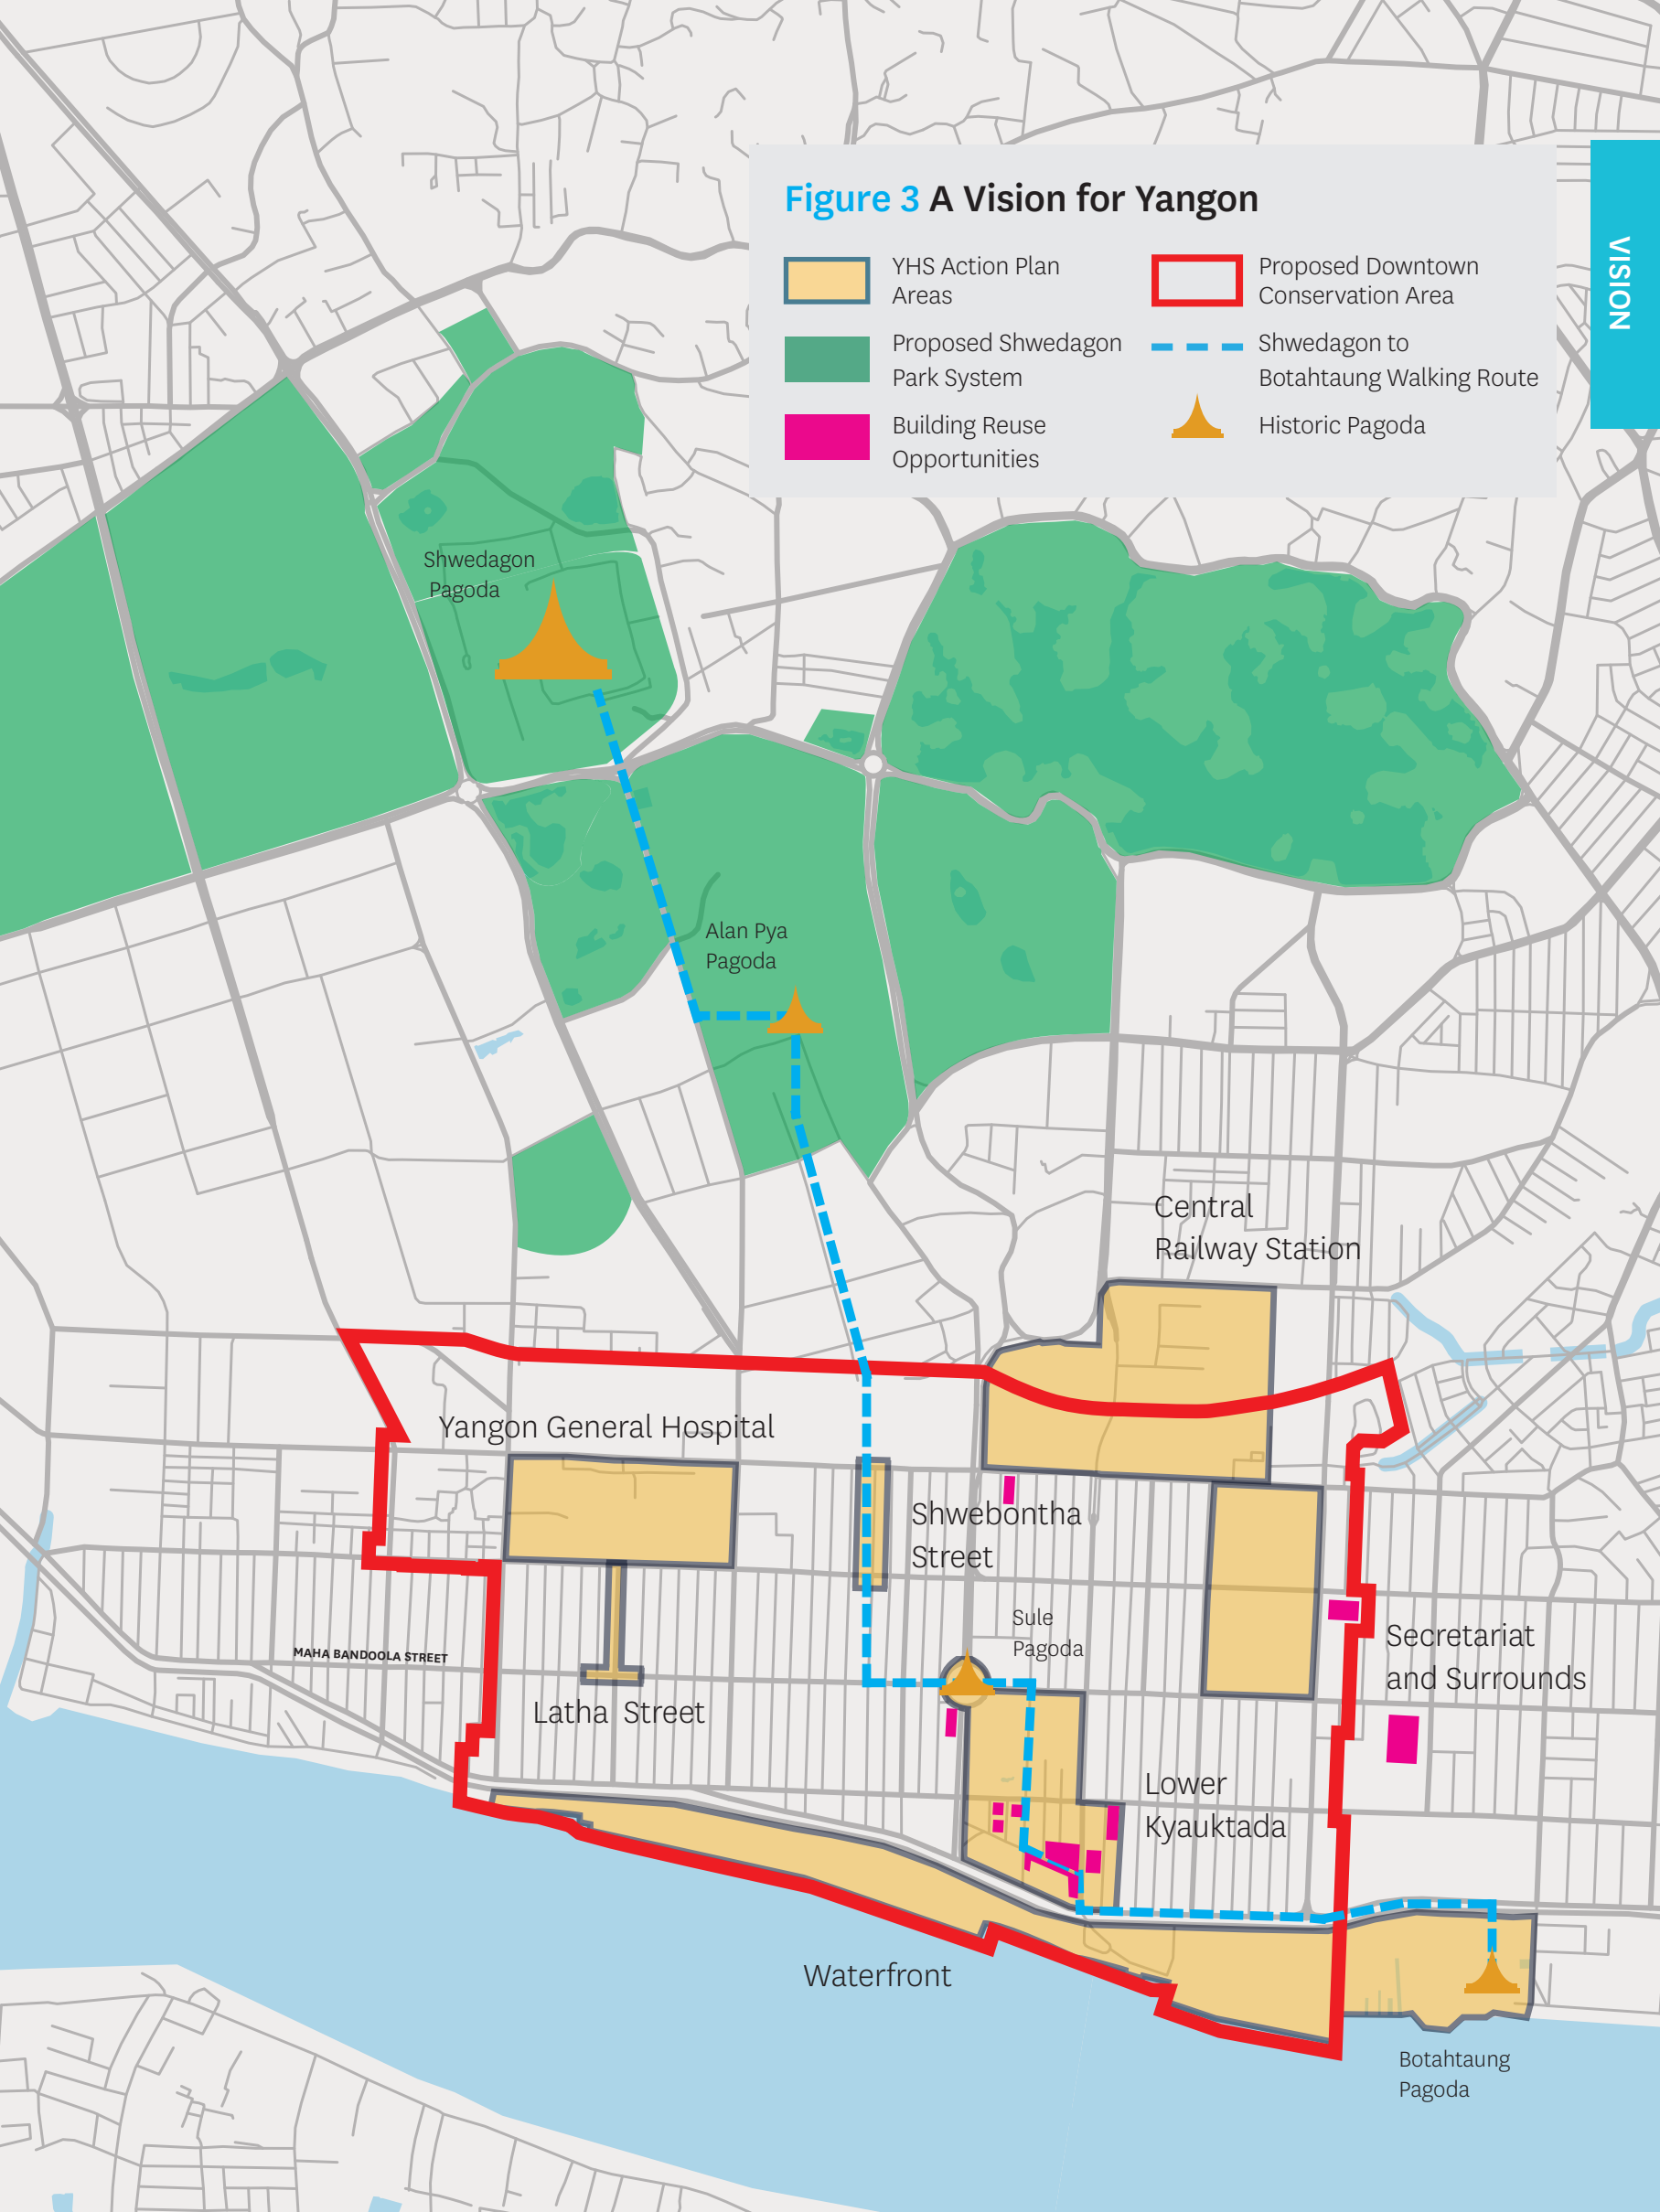 Figure 3 A Vision for Yangon
YHS Action Plan
Areas
Proposed Shwedagon
Park System
Building Reuse
Opportunities
Proposed Downtown
Conservation Area
Shwedagon to
Botahtaung Walking Route
Historic Pagoda
VISION
Shwedagon
Pagoda
Alan Pya
Pagoda
Central
Railway Station
Yangon General Hospital
Shwebontha
Street
Sule
Pagoda
Secretariat
and Surrounds
MAHA BANDOOLA STREET
Latha Street
Lower
Kyauktada
Waterfront
Botahtaung
Pagoda